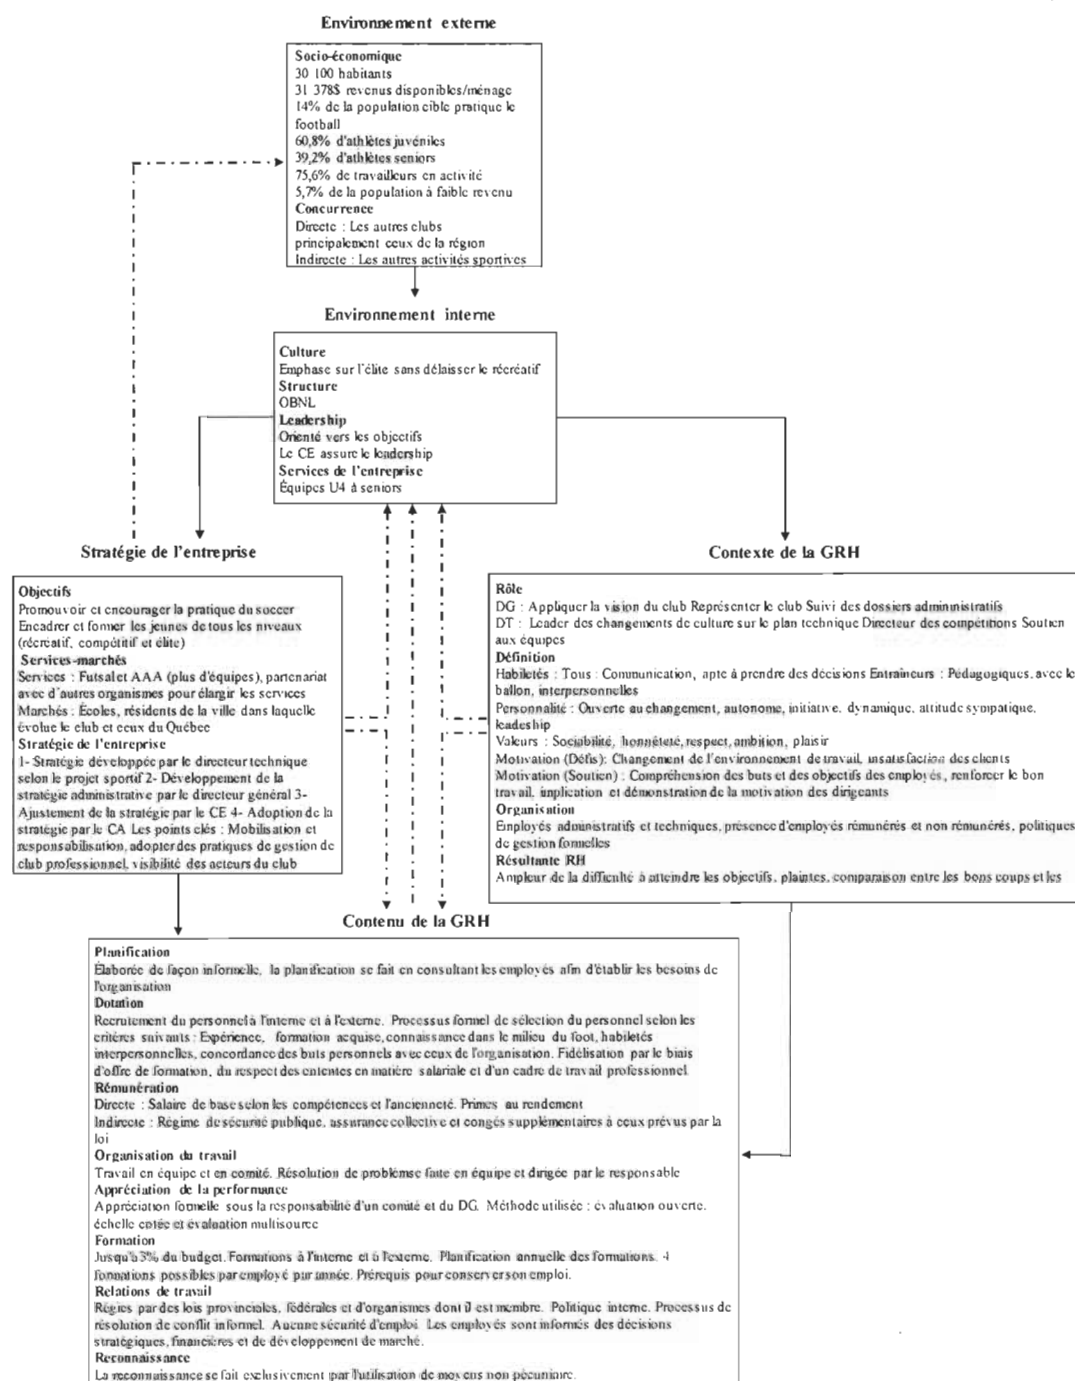 Environnement externe
Socio-économique
30 100 habitants
31 378$ revenus disponibles/ménage
14% de la population cible pratique le
football
60,8% d'athlètes juvéniles
39,2% d'athlètes seniors
75,6% de travailleurs en activité
5,7% de la population à faible revenu
Concurrence
Directe : Les autres clubs
principalement ceux de la région
Indirecte : Les autres activités sportives
Environnement interne
Culture
Emphase sur l'élite sans délaisser le récréatif
Structure
OBNL
Leadership
Orienté vers les objectifs
Le CE assure le leadership
Services de l'entreprise
Équipes U4 à seniors
Stratégie de l'entreprise
Objectifs
Promouvoir et encourager la pratique du soccer
Encadrer et former les jeunes de tous les niveaux
(récréatif, compétitif et élite)
Services-marchés
Services : Futsal et AAA (plus d'équipes), partenariat
avec d'autres organismes pour élargir les services
Marchés : Écoles, résidents de la ville dans laquelle
évolue le club et ceux du Québec
Stratégie de l'entreprise
1- Stratégie développée par le directeur technique
selon le projet sportif 2- Développement de la
stratégie administrative par le directeur général 3-
Ajustement de la stratégie par le CE 4- Adoption de la
stratégie par le CA Les points clés : Mobilisation et
responsabilisation, adopter des pratiques de gestion de
club professionnel, visibilité des acteurs du club
Contexte de la GRH
Rôle
DG : Appliquer la vision du club Représenter le club Suivi des dossiers admininistratifs
DT : Leader des changements de culture sur le plan technique Directeur des compétitions Soutien
aux équipes
Définition
Habiletés : Tous : Communication, apte à prendre des décisions Entraîneurs : Pédagogiques, avec le
ballon, interpersonnelles
Personnalité : Ouverte au changement, autonome, initiative, dynamique, attitude sympatique,
leadeship
Valeurs : Sociabilité, honnêteté, respect, ambition, plaisir
Motivation (Défis): Changement de l'environnement de travail, insatisfaction des clients
Motivation (Soutien) : Compréhension des buts et des objectifs des employés, renforcer le bon
travail, implication et démonstration de la motivation des dirigeants
Organisation
Employés administratifs et techniques, présence d'employés rémunérés et non rémunérés, politiques
de gestion formelles
Résultante RH
Ampleur de la difficulté à atteindre les objectifs, plaintes, comparaison entre les bons coups et les
Contenu de la GRH
Planification
Élaborée de façon informelle, la planification se fait en consultant les employés afin d'établir les besoins de
l'organisation
Dotation
Recrutement du personnel à l'interne et à l'externe. Processus formel de sélection du personnel selon les
critères suivants : Expérience, formation acquise, connaissance dans le milieu du foot, habiletés
interpersonnelles, concordance des buts personnels avec ceux de l'organisation. Fidélisation par le biais
d'offre de formation, du respect des ententes en matière salariale et d'un cadre de travail professionnel
Rémunération
Directe : Salaire de base selon les compétences et l'ancienneté. Primes au rendement
Indirecte : Régime de sécurité publique, assurance collective et congés supplémentaires à ceux prévus par la
loi
Organisation du travail
Travail en équipe et en comité. Résolution de problèmse faite en équipe et dirigée par le responsable
Appréciation de la performance
Appréciation formelle sous la responsabilité d'un comité et du DG. Méthode utilisée : évaluation ouverte,
échelle cotée et évaluation multisource
Formation
Jusqu'à 3% du budget. Formations à l'interne et à l'externe. Planification annuelle des formations. 4
formations possibles par employé par année. Prérequis pour conserver son emploi.
Relations de travail
Régies par des lois provinciales, fédérales et d'organismes dont il est membre. Politique interne. Processus de
résolution de conflit informel. Aucune sécurité d'emploi. Les employés sont informés des décisions
stratégiques, financières et de développement de marché.
Reconnaissance
La reconnaissance se fait exclusivement par l'utilisation de moyens non pécuniaire.